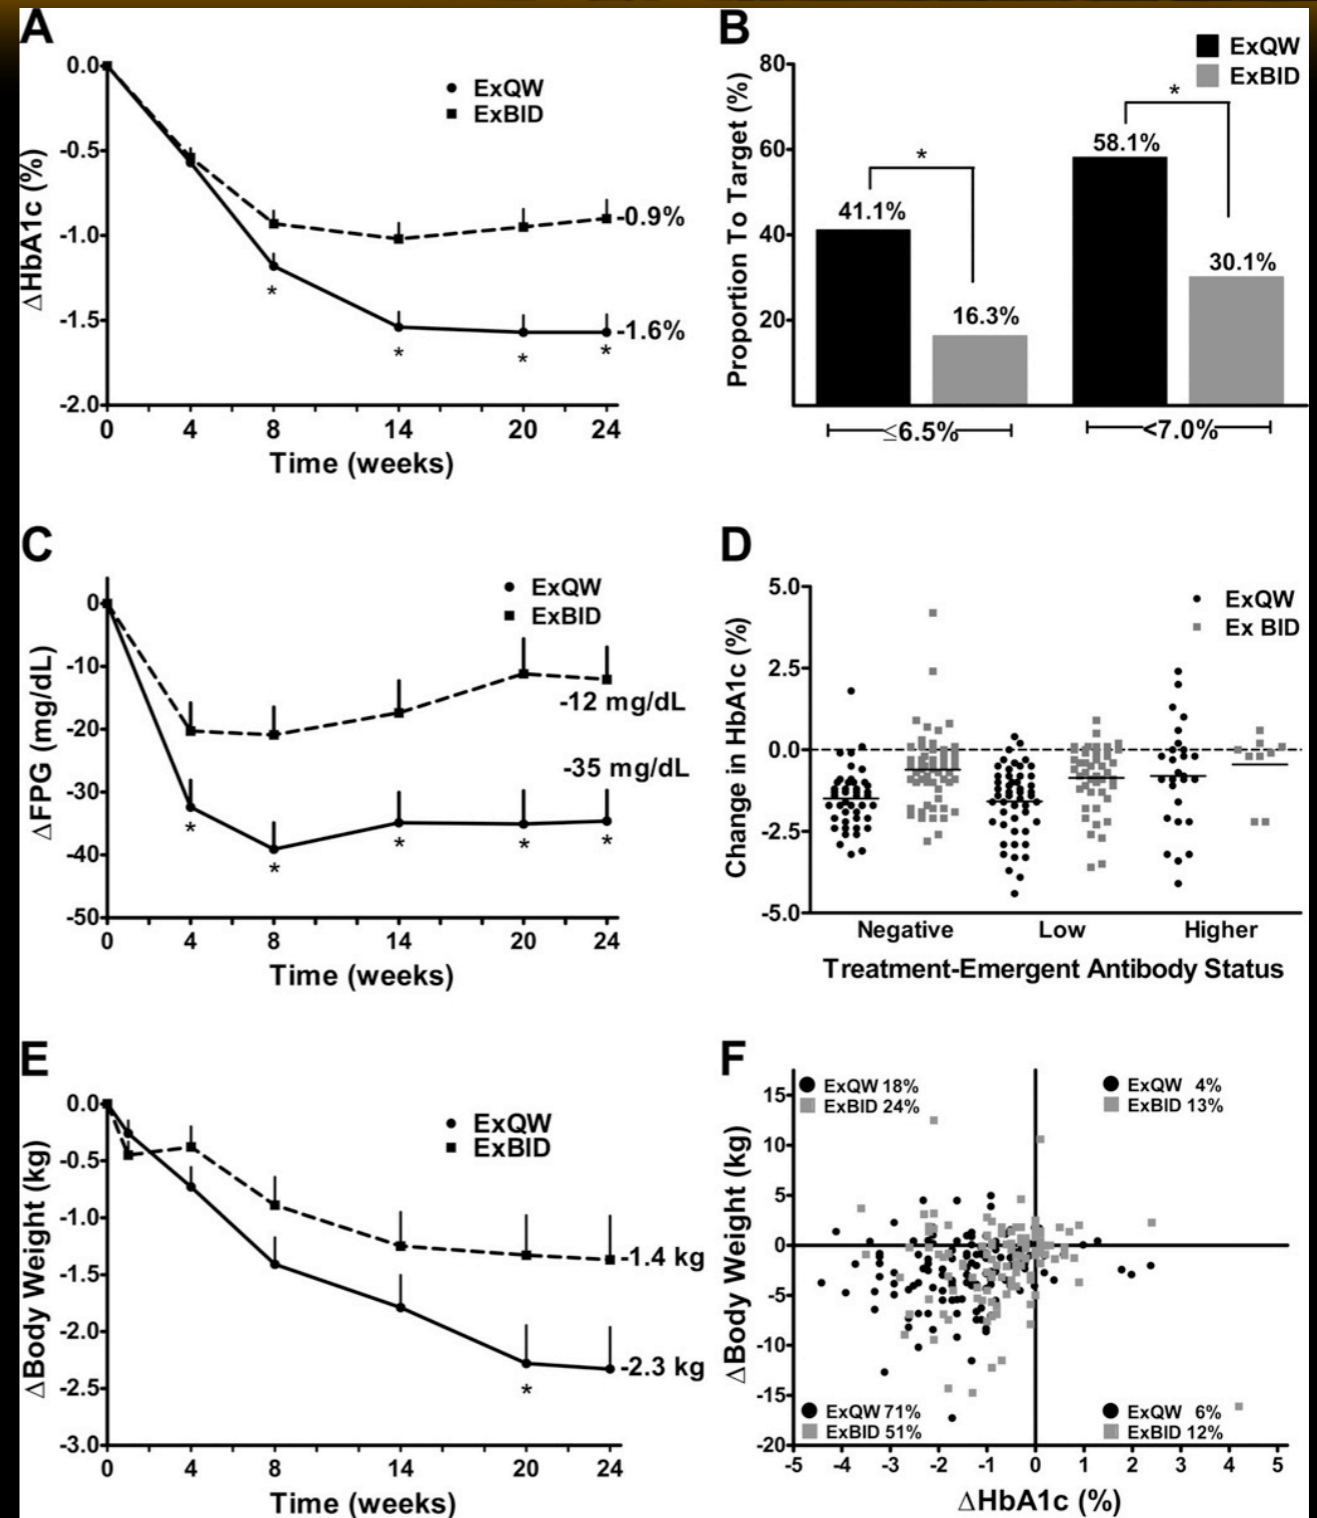 A
0.0
-0.5
-1.0
-1.5
-2.0
ΔHbA1c (%)
ExQW
ExBID
-0.9%
-1.6%
*
*
*
*
0 4 8 14 20 24
Time (weeks)
B
80
60
40
20
Proportion To Target (%)
ExQW
ExBID
*
*
41.1%
16.3%
58.1%
30.1%
≤6.5%
<7.0%
C
0
-10
-20
-30
-40
-50
ΔFPG (mg/dL)
ExQW
ExBID
-12 mg/dL
-35 mg/dL
*
*
*
*
*
0 4 8 14 20 24
Time (weeks)
D
5.0
2.5
0.0
-2.5
-5.0
Change in HbA1c (%)
ExQW
Ex BID
Negative Low Higher
Treatment-Emergent Antibody Status
E
0.0
-0.5
-1.0
-1.5
-2.0
-2.5
-3.0
ΔBody Weight (kg)
ExQW
ExBID
-1.4 kg
-2.3 kg
*
0 4 8 14 20 24
Time (weeks)
F
15
10
5
0
-5
-10
-15
-20
ΔBody Weight (kg)
ExQW 18%
ExBID 24%
ExQW 4%
ExBID 13%
ExQW 71%
ExBID 51%
ExQW 6%
ExBID 12%
-5 -4 -3 -2 -1 0 1 2 3 4 5
ΔHbA1c (%)